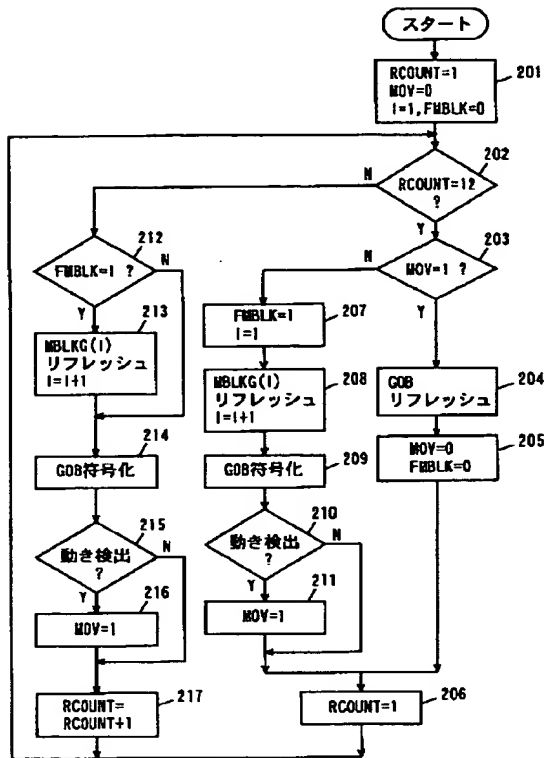 スタート
RCOUNT=1
MOV=0
I=1,FMBLK=0
201
202
RCOUNT=12
?
N
Y
203
MOV=1 ?
N
Y
212
FMBLK=1 ?
N
Y
213
MBLKG(I)
リフレッシュ
I=I+1
207
FMBLK=1
I=1
208
MBLKG(I)
リフレッシュ
I=I+1
204
GOB
リフレッシュ
205
MOV=0
FMBLK=0
214
GOB符号化
209
GOB符号化
215
動き検出
?
N
Y
210
動き検出
?
N
Y
216
MOV=1
211
MOV=1
217
RCOUNT=
RCOUNT+1
206
RCOUNT=1